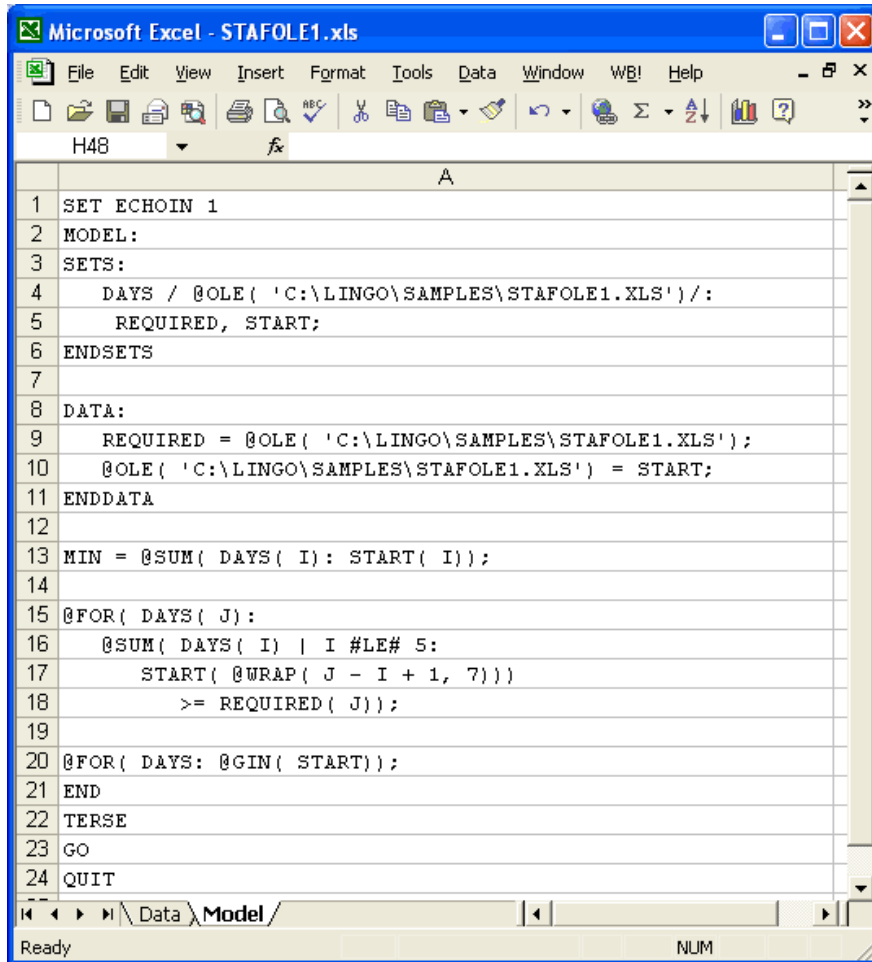 Microsoft Excel - STAFOLE1.xls
File Edit View Insert Format Tools Data Window WB! Help
H48 fx
A
1 SET ECHOIN 1
2 MODEL:
3 SETS:
4 DAYS / @OLE( 'C:\LINGO\SAMPLES\STAFOLE1.XLS')/:
5 REQUIRED, START;
6 ENDSETS
7
8 DATA:
9 REQUIRED = @OLE( 'C:\LINGO\SAMPLES\STAFOLE1.XLS');
10 @OLE( 'C:\LINGO\SAMPLES\STAFOLE1.XLS') = START;
11 ENDDATA
12
13 MIN = @SUM( DAYS( I): START( I));
14
15 @FOR( DAYS( J):
16 @SUM( DAYS( I) | I #LE# 5:
17 START( @WRAP( J - I + 1, 7)))
18 >= REQUIRED( J));
19
20 @FOR( DAYS: @GIN( START));
21 END
22 TERSE
23 GO
24 QUIT
Data Model
Ready NUM